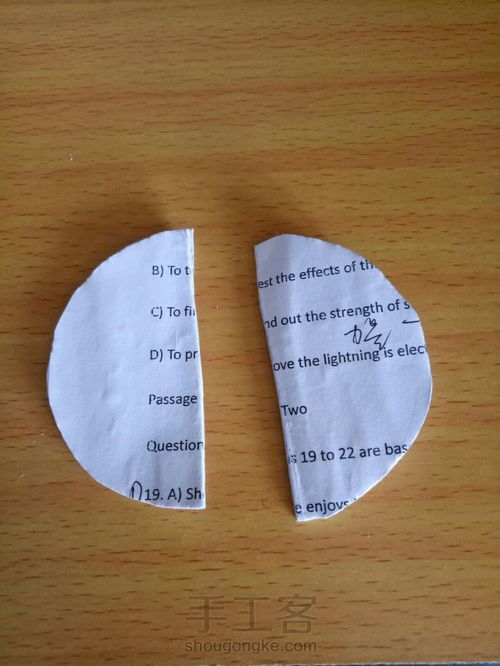 B) To t
C) To fi
D) To pr
Passage
Question
19. A) Sh
est the effects of th
nd out the strength of s
ove the lightning is elec
Two
s 19 to 22 are bas
e enjoys
手工客
shougongke.com